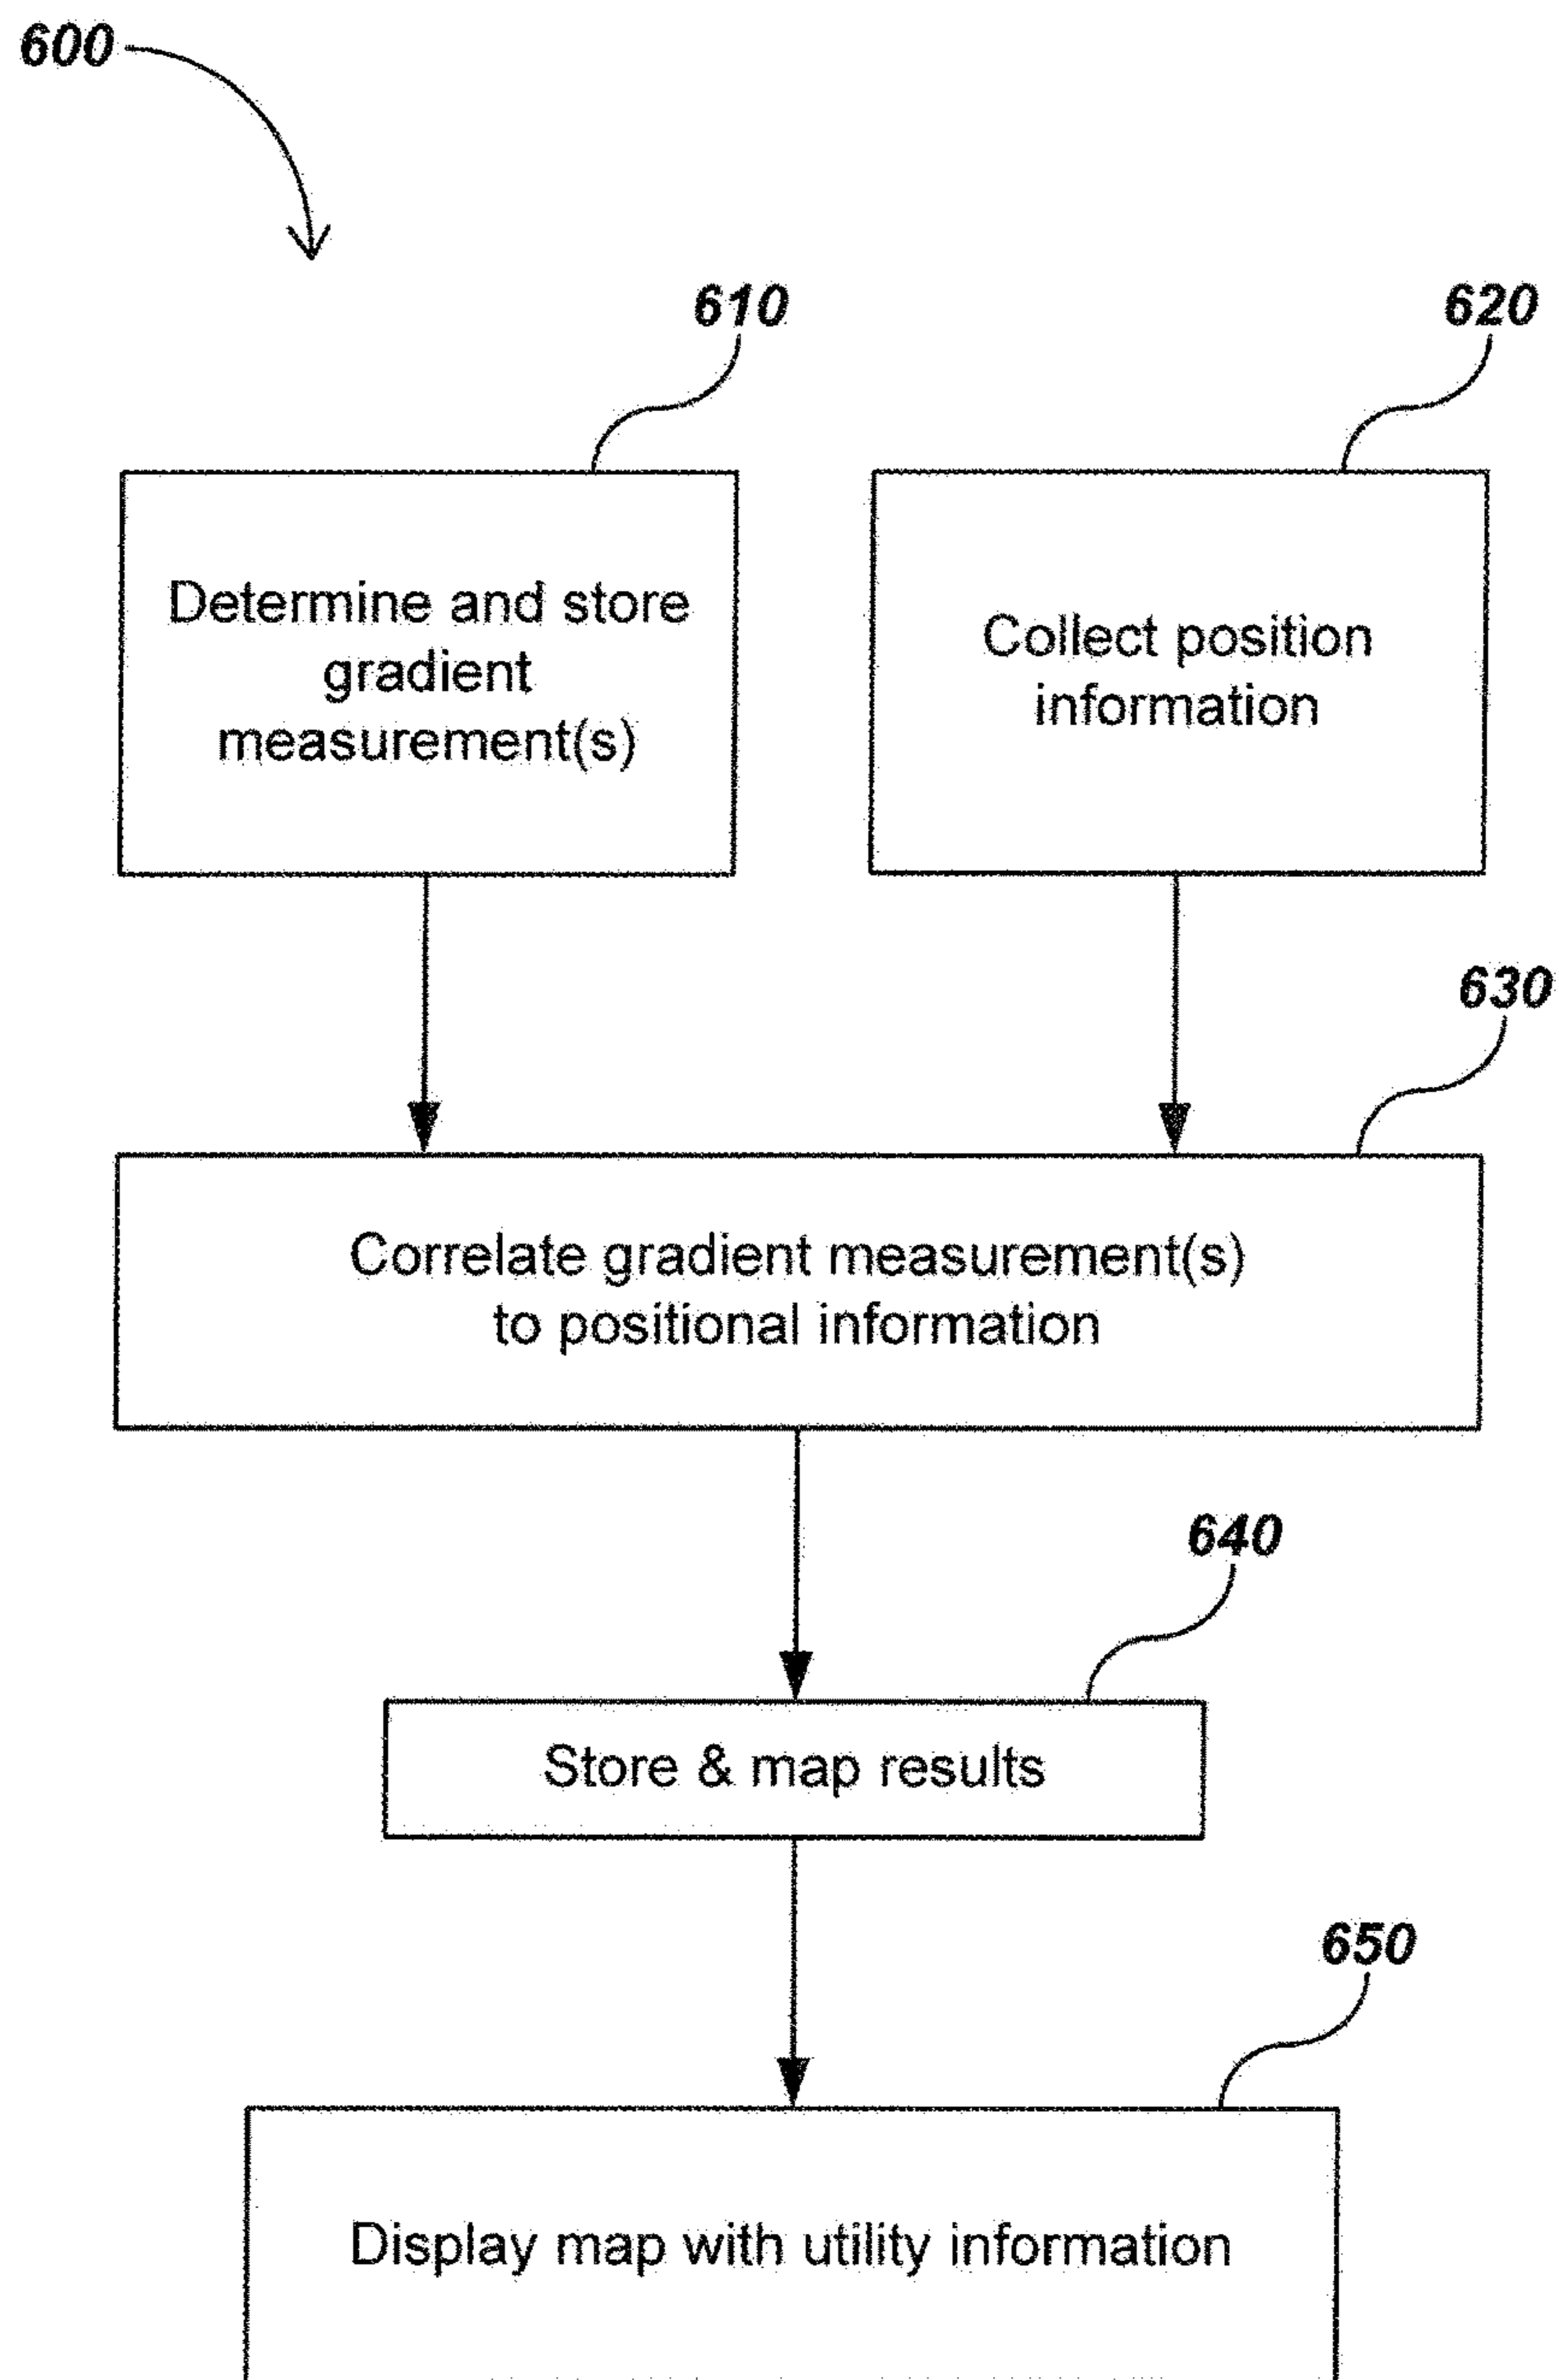 600
610
620
Determine and store
gradient
measurement(s)
Collect position
information
630
Correlate gradient measurement(s)
to positional information
640
Store & map results
650
Display map with utility information